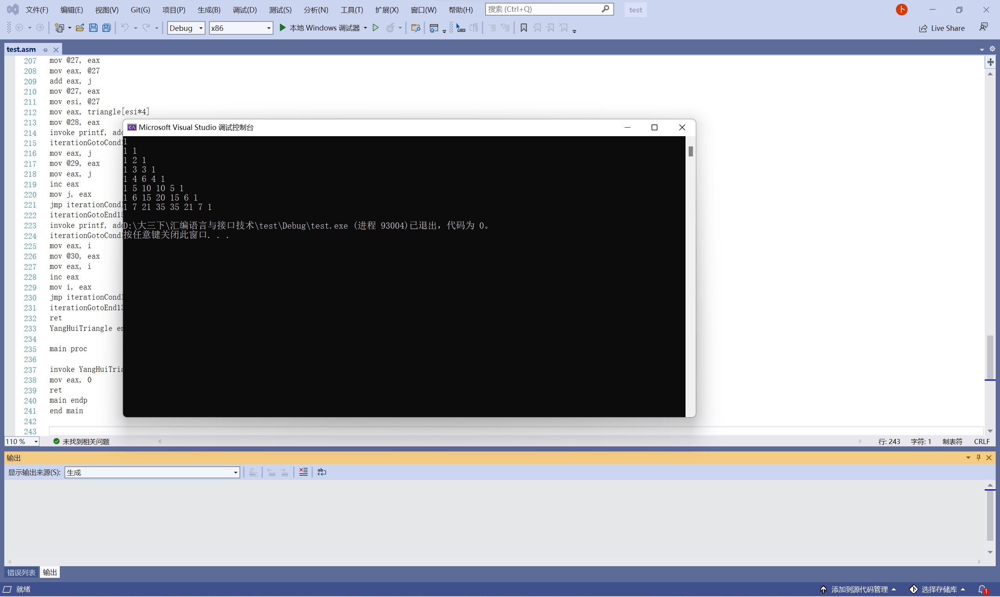 文件(F) 编辑(E) 视图(V) Git(G) 项目(P) 生成(B) 调试(D) 测试(S) 分析(N) 工具(T) 扩展(X) 窗口(W) 帮助(H) 搜索 (Ctrl+Q) test 卜
Debug x86 本地 Windows 调试器 Live Share
test.asm
207 mov @27, eax
208 mov eax, @27
209 add eax, j
210 mov @27, eax
211 mov esi, @27
212 mov eax, triangle[esi*4]
213 mov @28, eax
214 invoke printf,
215 iterationGotoCond1
216 mov eax, j
217 mov @29, eax
218 mov eax, j
219 inc eax
220 mov j, eax
221 jmp iterationCond1
222 iterationGotoEnd15
223 invoke printf,
224 iterationGotoCond1
225 mov eax, i
226 mov @30, eax
227 mov eax, i
228 inc eax
229 mov i, eax
230 jmp iterationCond1
231 iterationGotoEnd13
232 ret
233 YangHuiTriangle
234
235 main proc
236
237 invoke YangHuiTria
238 mov eax, 0
239 ret
240 main endp
241 end main
242
243
Microsoft Visual Studio 调试控制台
1
1 1
1 2 1
1 3 3 1
1 4 6 4 1
1 5 10 10 5 1
1 6 15 20 15 6 1
1 7 21 35 35 21 7 1
D:\大三下\汇编语言与接口技术\test\Debug\test.exe (进程 93004)已退出，代码为 0。
按任意键关闭此窗口. . .
110 % 未找到相关问题 行: 243 字符: 1 制表符 CRLF
输出
显示输出来源(S): 生成
错误列表 输出
就绪 添加到源代码管理 选择存储库 1